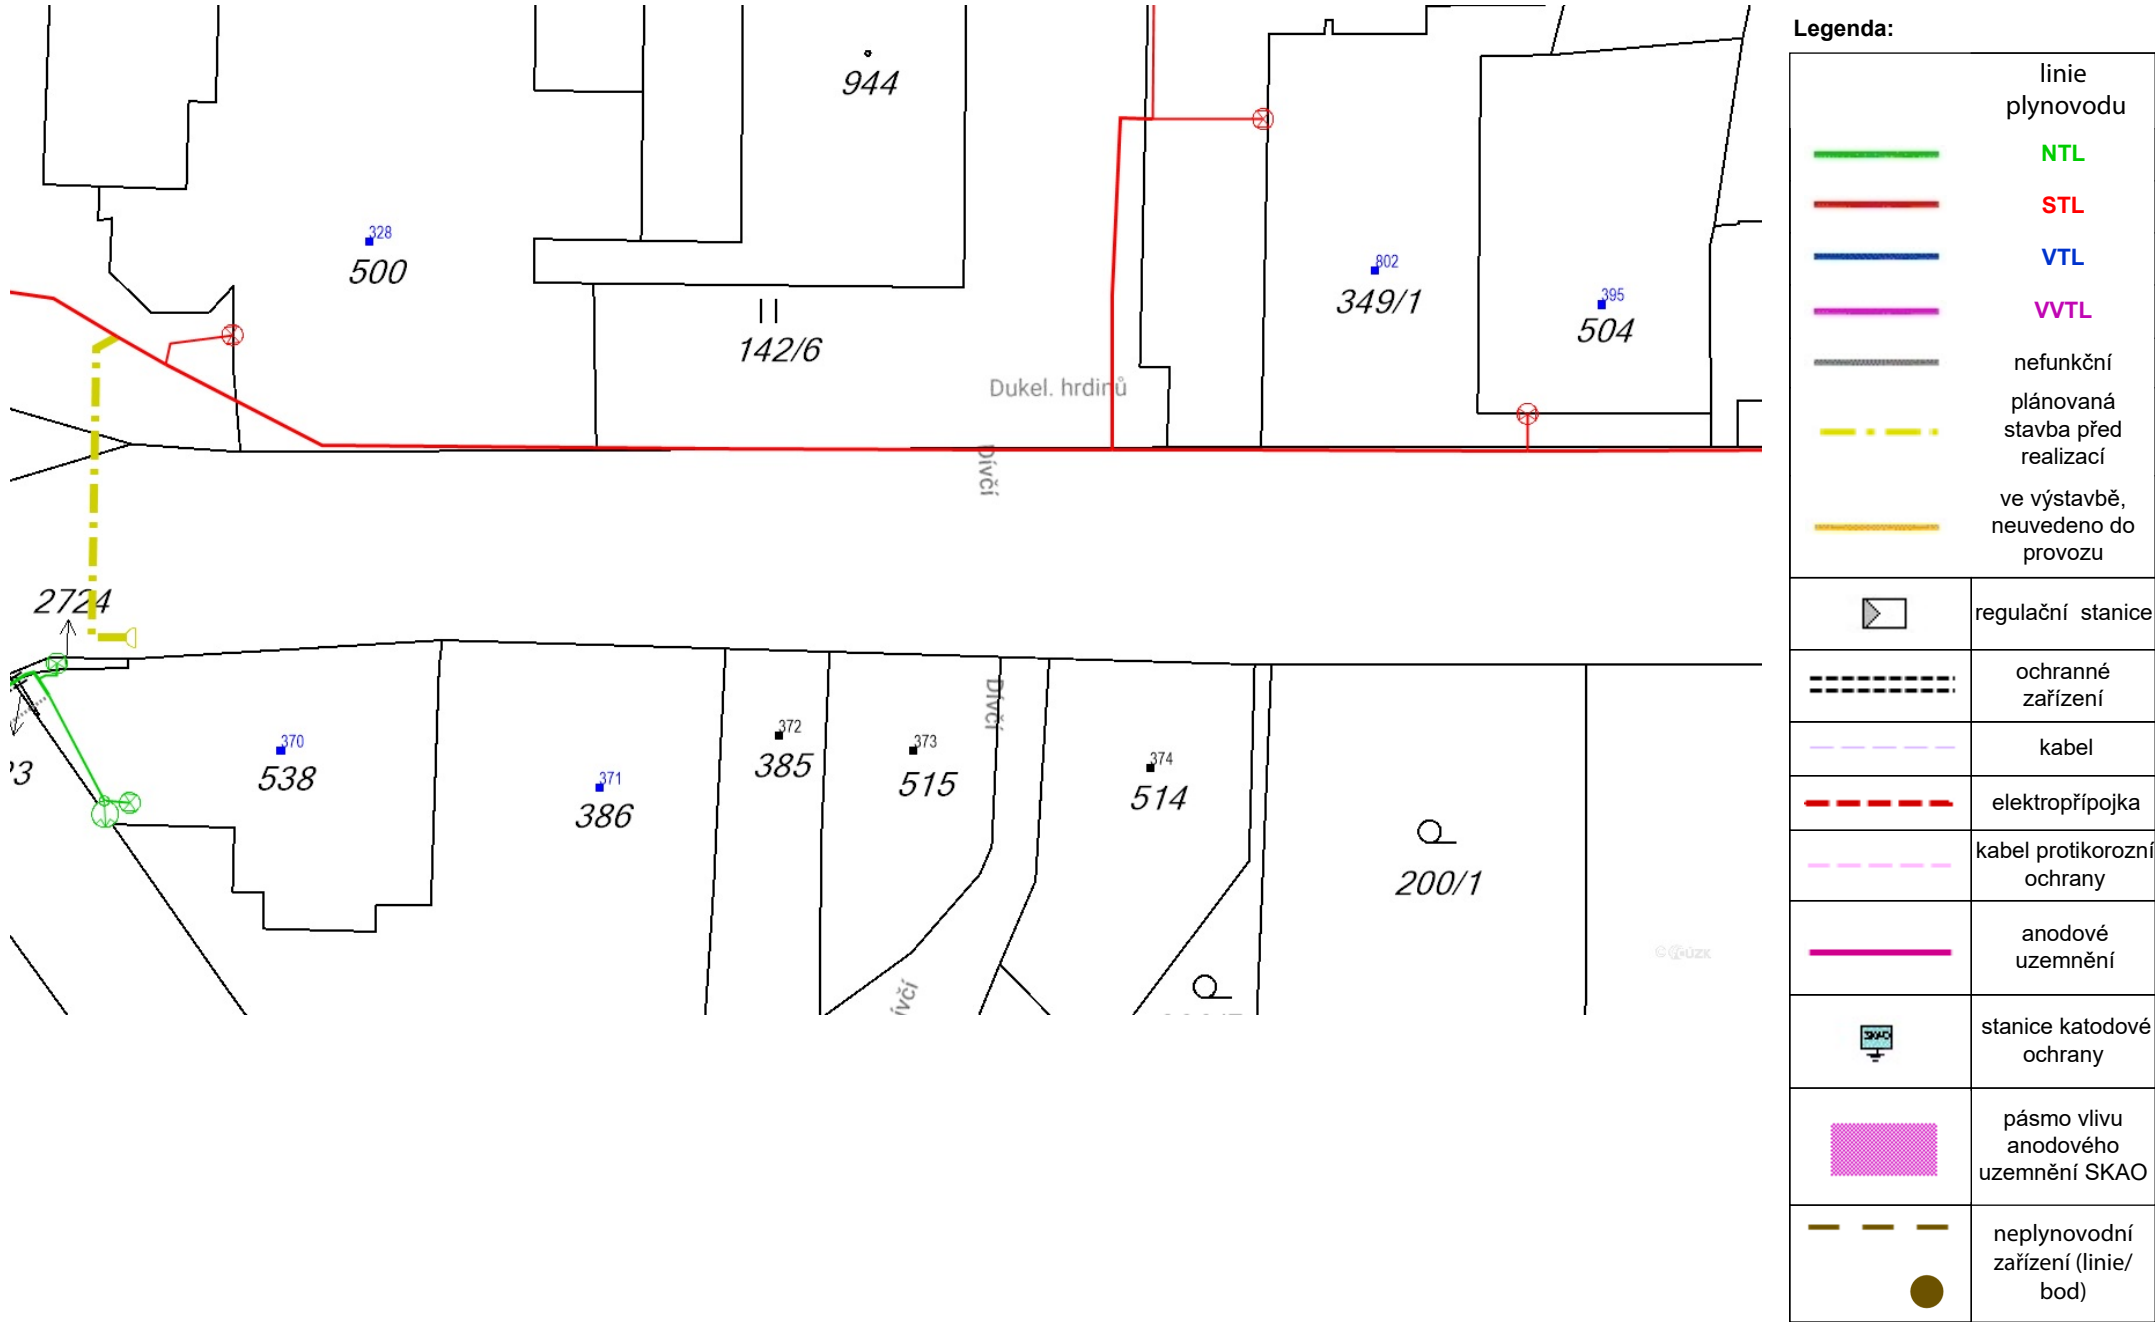 944
328
500
142/6
802
349/1
395
504
Dukel. hrdinů
Dívčí
2724
23
370
538
371
386
372
385
373
515
Dívčí
374
514
200/1
ívčí
Legenda:
linie
plynovodu
NTL
STL
VTL
VVTL
nefunkční
plánovaná
stavba před
realizací
ve výstavbě,
neuvedeno do
provozu
regulační stanice
ochranné
zařízení
kabel
elektropřípojka
kabel protikorozní
ochrany
anodové
uzemnění
SKAO
stanice katodové
ochrany
pásmo vlivu
anodového
uzemnění SKAO
neplynovodní
zařízení (linie/
bod)